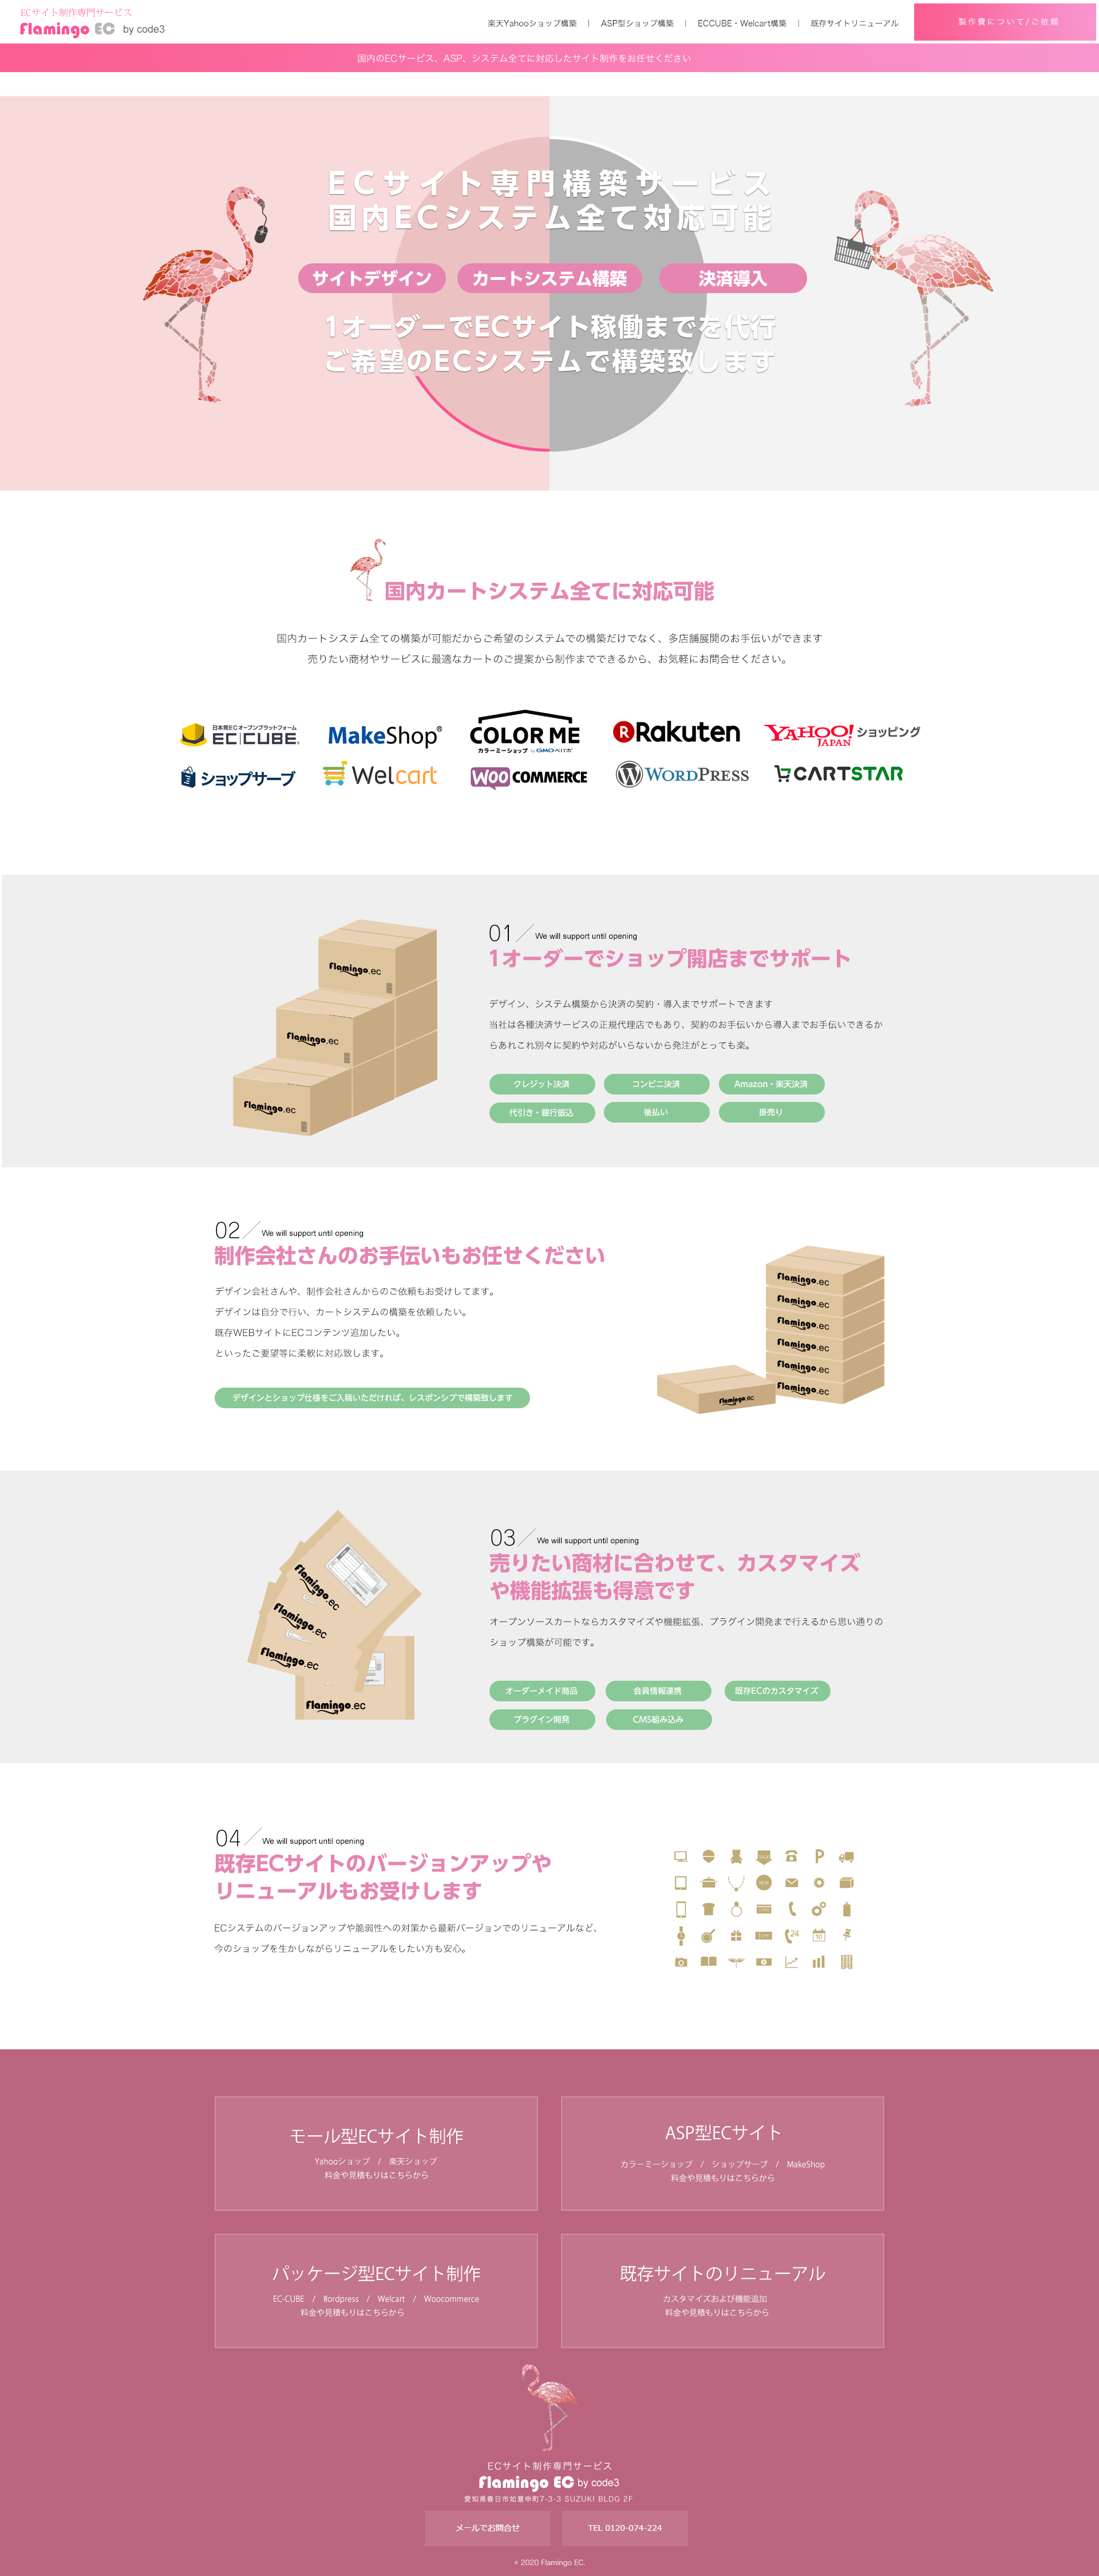 ECサイト制作専門サービス
Flamingo EC by code3
楽天Yahooショップ構築 | ASP型ショップ構築 | ECCUBE・Welcart構築 | 既存サイトリニューアル
製作費について/ご依頼
国内のECサービス、ASP、システム全てに対応したサイト制作をお任せください
ECサイト専門構築サービス
国内ECシステム全て対応可能
サイトデザイン
カートシステム構築
決済導入
1オーダーでECサイト稼働までを代行
ご希望のECシステムで構築致します
国内カートシステム全てに対応可能
国内カートシステム全ての構築が可能だからご希望のシステムでの構築だけでなく、多店舗展開のお手伝いができます
売りたい商材やサービスに最適なカートのご提案から制作までできるから、お気軽にお問合せください。
日本発ECオープンプラットフォーム
EC CUBE®
MakeShop®
COLOR ME
カラーミーショップ by GMOペパボ
R Rakuten
YAHOO! JAPAN ショッピング
ショップサーブ
Welcart
WOO COMMERCE
WORDPRESS
CARTSTAR
Flamingo.ec
Flamingo.ec
Flamingo.ec
01 We will support until opening
1オーダーでショップ開店までサポート
デザイン、システム構築から決済の契約・導入までサポートできます
当社は各種決済サービスの正規代理店でもあり、契約のお手伝いから導入までお手伝いできるか
らあれこれ別々に契約や対応がいらないから発注がとっても楽。
クレジット決済
コンビニ決済
Amazon・楽天決済
代引き・銀行振込
後払い
掛売り
02 We will support until opening
制作会社さんのお手伝いもお任せください
デザイン会社さんや、制作会社さんからのご依頼もお受けしてます。
デザインは自分で行い、カートシステムの構築を依頼したい。
既存WEBサイトにECコンテンツ追加したい。
といったご要望等に柔軟に対応致します。
デザインとショップ仕様をご入稿いただければ、レスポンシブで構築致します
Flamingo.ec
Flamingo.ec
Flamingo.ec
Flamingo.ec
Flamingo.ec
Flamingo.ec
Flamingo.ec
Flamingo.ec
Flamingo.ec
Flamingo.ec
Flamingo.ec
03 We will support until opening
売りたい商材に合わせて、カスタマイズ
や機能拡張も得意です
オープンソースカートならカスタマイズや機能拡張、プラグイン開発まで行えるから思い通りの
ショップ構築が可能です。
オーダーメイド商品
会員情報連携
既存ECのカスタマイズ
プラグイン開発
CMS組み込み
04 We will support until opening
既存ECサイトのバージョンアップや
リニューアルもお受けします
ECシステムのバージョンアップや脆弱性への対策から最新バージョンでのリニューアルなど、
今のショップを生かしながらリニューアルをしたい方も安心。
P
24
10
モール型ECサイト制作
Yahooショップ / 楽天ショップ
料金や見積もりはこちらから
ASP型ECサイト
カラーミーショップ / ショップサーブ / MakeShop
料金や見積もりはこちらから
パッケージ型ECサイト制作
EC-CUBE / Wordpress / Welcart / Woocommerce
料金や見積もりはこちらから
既存サイトのリニューアル
カスタマイズおよび機能追加
料金や見積もりはこちらから
ECサイト制作専門サービス
Flamingo EC by code3
愛知県春日市如意申町7-3-3 SUZUKI BLDG 2F
メールでお問合せ
TEL 0120-074-224
© 2020 Flamingo EC.